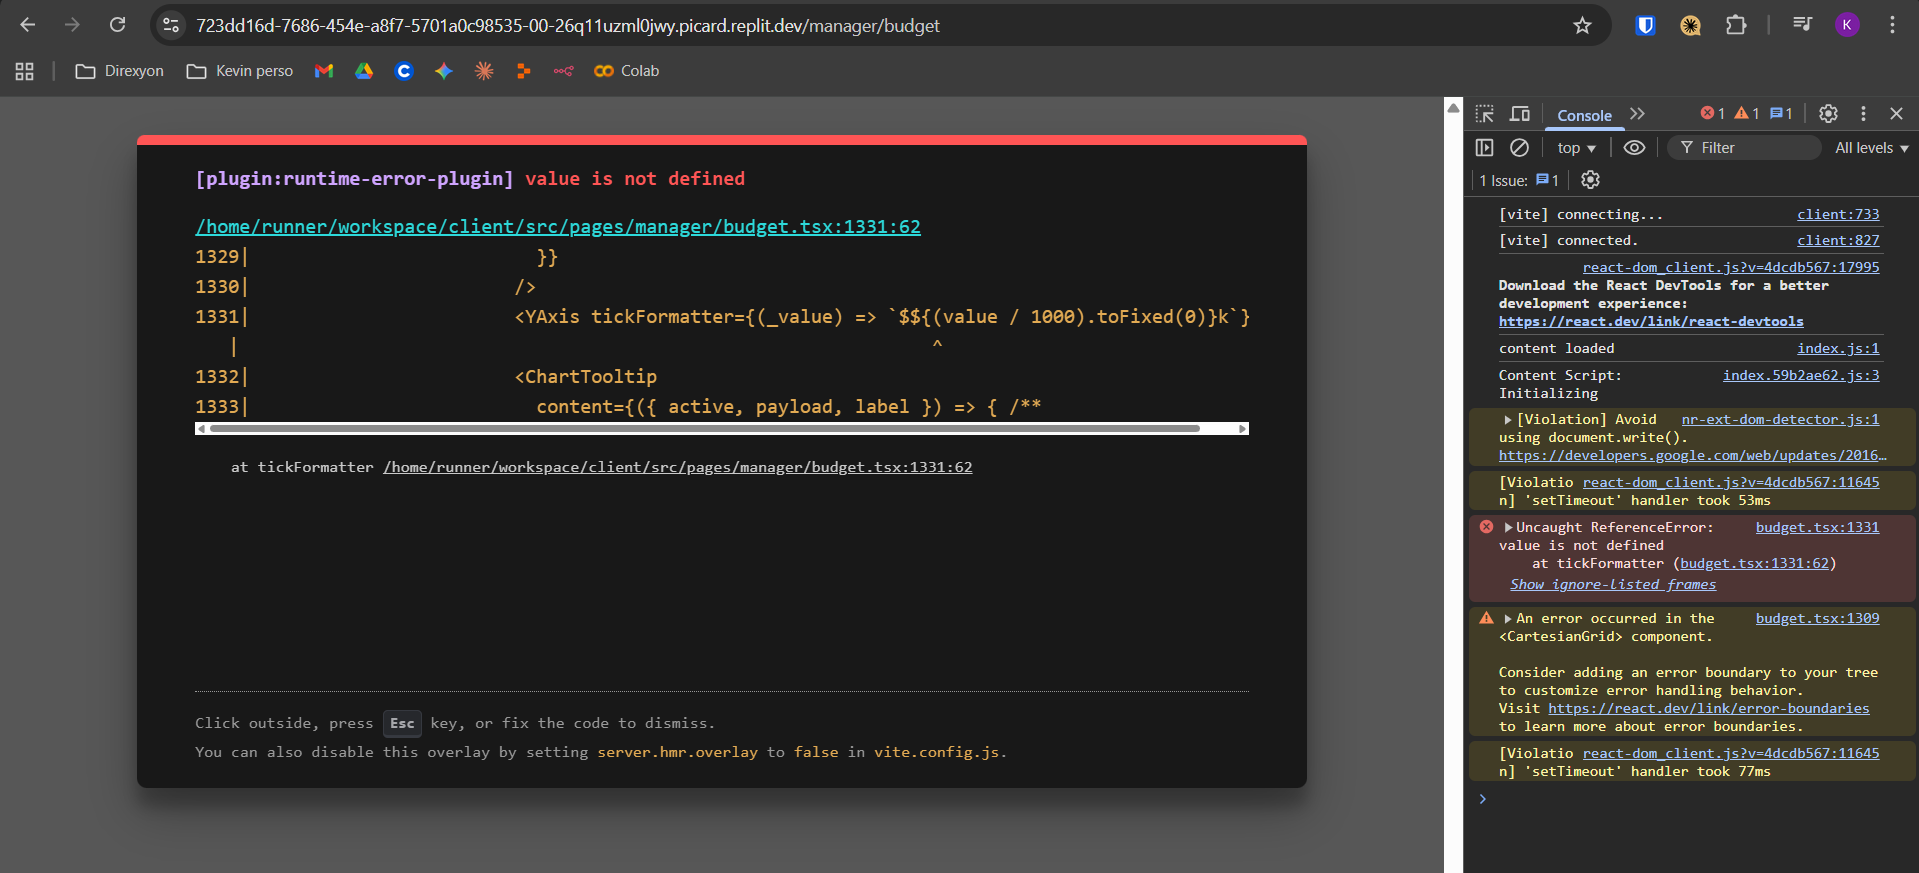 723dd16d-7686-454e-a8f7-5701a0c98535-00-26q11uzml0jwy.picard.replit.dev/manager/budget
K
Direxyon
Kevin perso
Colab
[plugin:runtime-error-plugin] value is not defined
/home/runner/workspace/client/src/pages/manager/budget.tsx:1331:62
1329|                          }}
1330|                        />
1331|                        <YAxis tickFormatter={(_value) => `$${(value / 1000).toFixed(0)}k`}
|                                                              ^
1332|                        <ChartTooltip
1333|                          content={({ active, payload, label }) => { /**
at tickFormatter /home/runner/workspace/client/src/pages/manager/budget.tsx:1331:62
Click outside, press Esc key, or fix the code to dismiss.
You can also disable this overlay by setting server.hmr.overlay to false in vite.config.js.
Console
1 1 1
top
Filter
All levels
1 Issue: 1
[vite] connecting... client:733
[vite] connected. client:827
react-dom_client.js?v=4dcdb567:17995
Download the React DevTools for a better
development experience:
https://react.dev/link/react-devtools
content loaded index.js:1
Content Script: index.59b2ae62.js:3
Initializing
[Violation] Avoid nr-ext-dom-detector.js:1
using document.write().
https://developers.google.com/web/updates/2016…
[Violatio react-dom_client.js?v=4dcdb567:11645
n] 'setTimeout' handler took 53ms
Uncaught ReferenceError: budget.tsx:1331
value is not defined
at tickFormatter (budget.tsx:1331:62)
Show ignore-listed frames
An error occurred in the budget.tsx:1309
<CartesianGrid> component.
Consider adding an error boundary to your tree
to customize error handling behavior.
Visit https://react.dev/link/error-boundaries
to learn more about error boundaries.
[Violatio react-dom_client.js?v=4dcdb567:11645
n] 'setTimeout' handler took 77ms